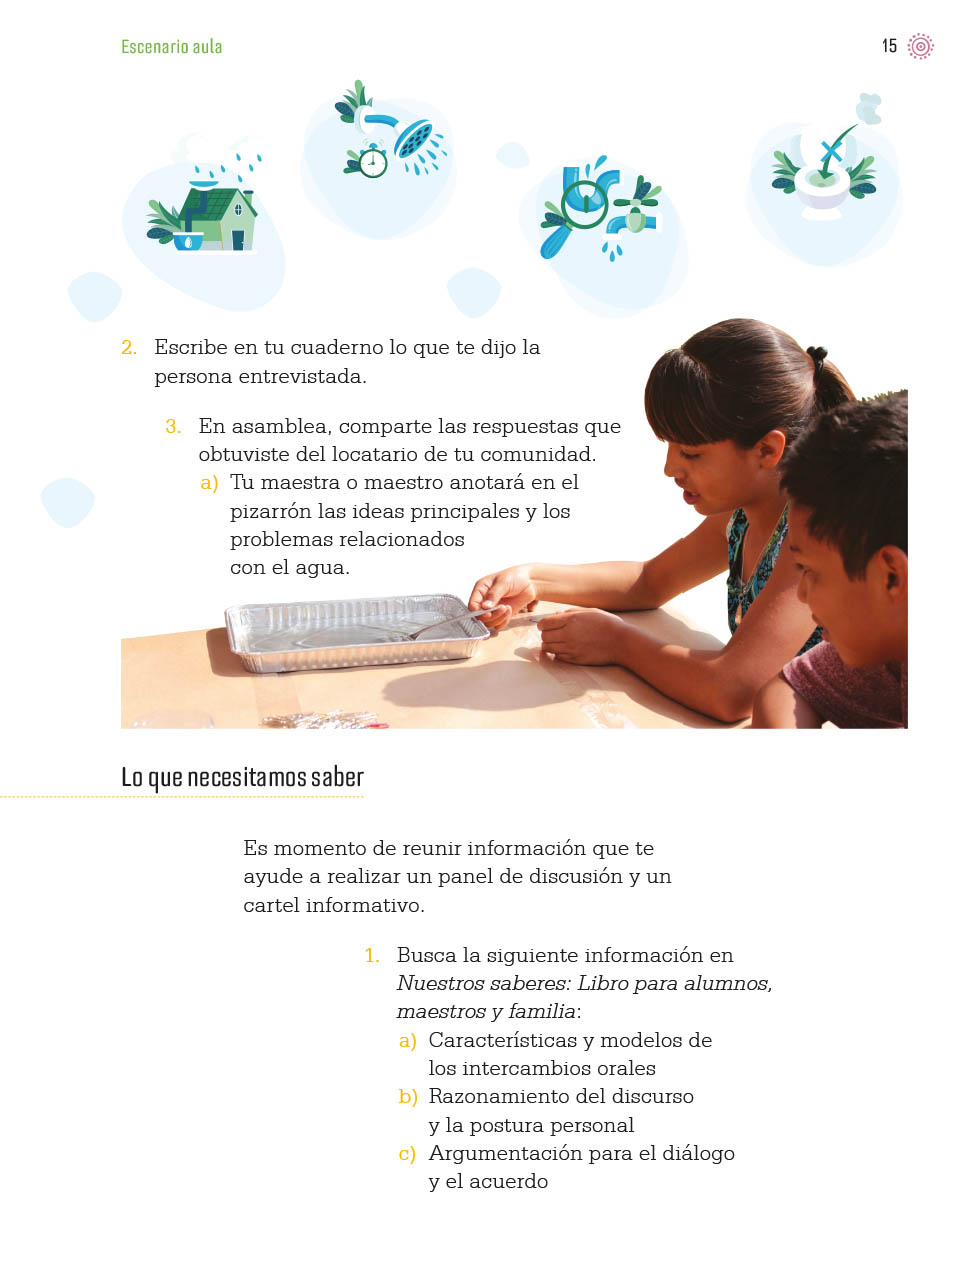 Escenario aula
15
2. Escribe en tu cuaderno lo que te dijo la
persona entrevistada.
3. En asamblea, comparte las respuestas que
obtuviste del locatario de tu comunidad.
a) Tu maestra o maestro anotará en el
pizarrón las ideas principales y los
problemas relacionados
con el agua.
Lo que necesitamos saber
Es momento de reunir información que te
ayude a realizar un panel de discusión y un
cartel informativo.
1. Busca la siguiente información en
Nuestros saberes: Libro para alumnos,
maestros y familia:
a) Características y modelos de
los intercambios orales
b) Razonamiento del discurso
y la postura personal
c) Argumentación para el diálogo
y el acuerdo